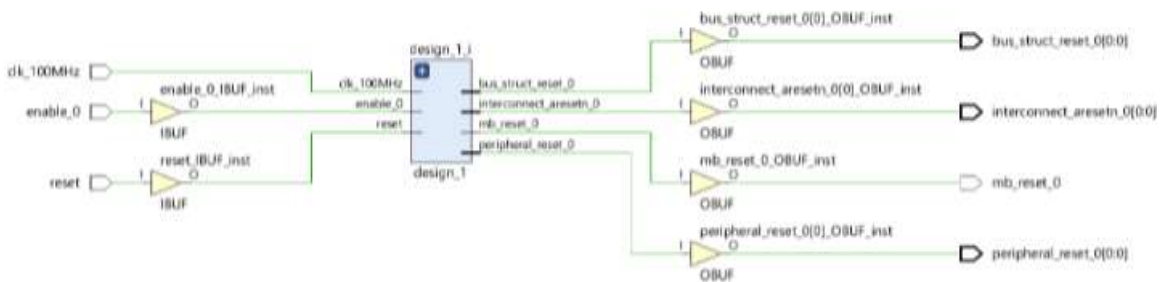 bus_struct_reset_0[0]_OBUF_inst
I O
bus_struct_reset_0[0:0]
OBUF
design_1_i
clk_100MHz
enable_0_IBUF_inst
clk_100MHz
bus_struct_reset_0
interconnect_aresetn_0[0]_OBUF_inst
enable_0
I O
enable_0
interconnect_aresetn_0
I O
interconnect_aresetn_0[0:0]
IBUF
reset
mb_reset_0
OBUF
peripheral_reset_0
reset_IBUF_inst
design_1
mb_reset_0_OBUF_inst
reset
I O
I O
mb_reset_0
IBUF
OBUF
peripheral_reset_0[0]_OBUF_inst
I O
peripheral_reset_0[0:0]
OBUF